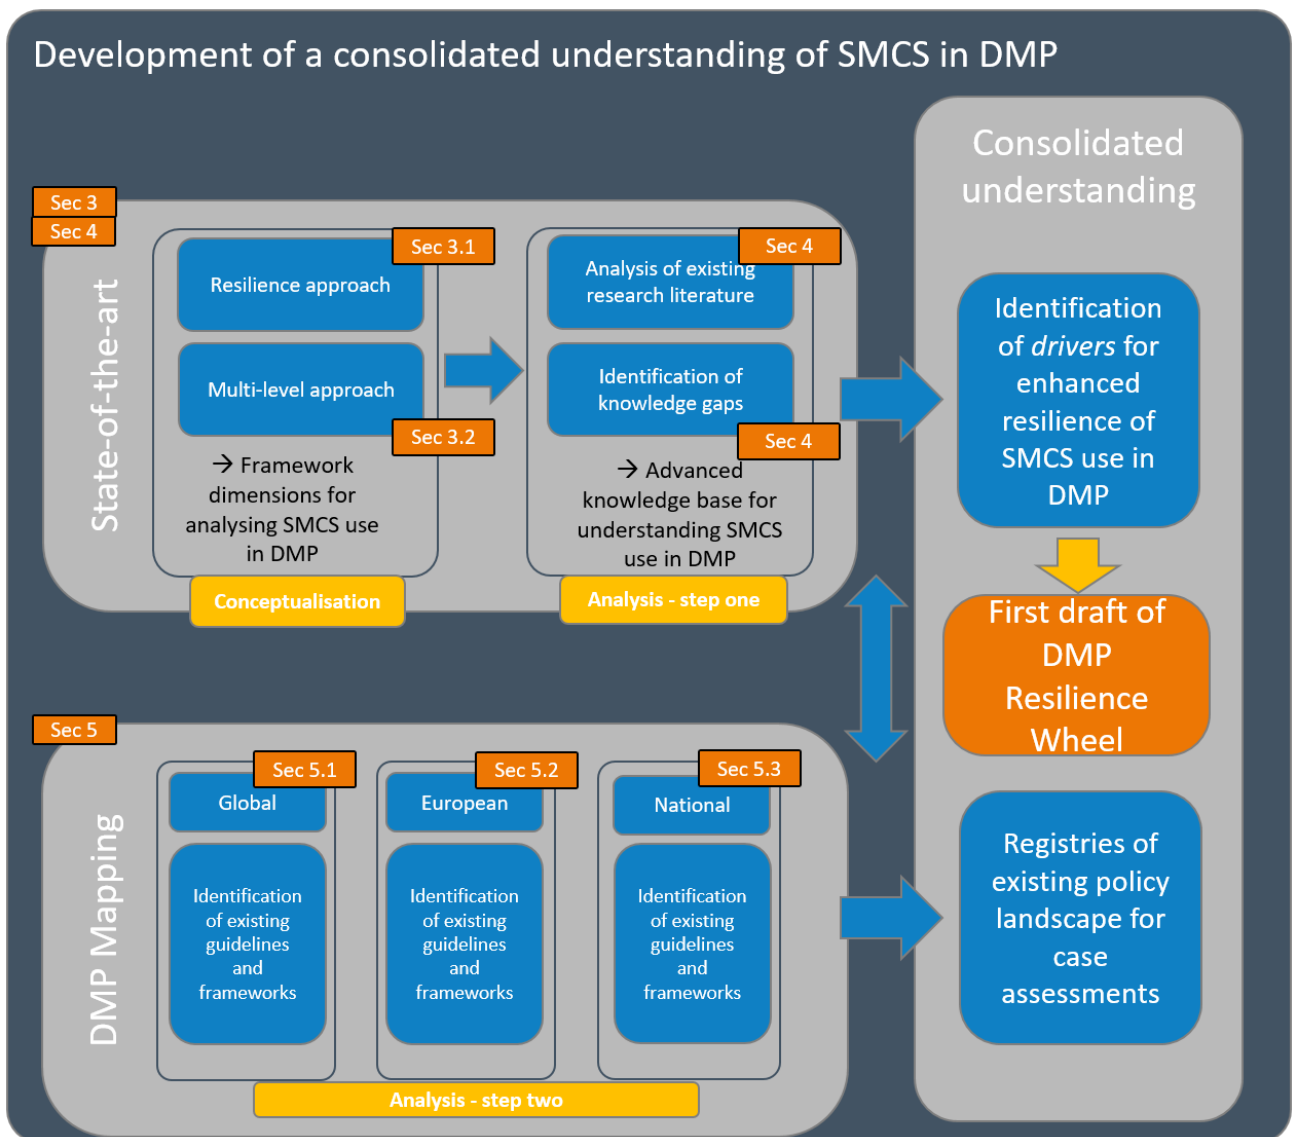 Development of a consolidated understanding of SMCS in DMP
Sec 3
Sec 4
State-of-the-art
Sec 3.1
Resilience approach
Multi-level approach
Sec 3.2
→ Framework
dimensions for
analysing SMCS use
in DMP
Conceptualisation
Sec 4
Analysis of existing
research literature
Identification of
knowledge gaps
Sec 4
→ Advanced
knowledge base for
understanding SMCS
use in DMP
Analysis - step one
Sec 5
DMP Mapping
Sec 5.1
Global
Identification
of existing
guidelines
and
frameworks
Sec 5.2
European
Identification
of existing
guidelines
and
frameworks
Sec 5.3
National
Identification
of existing
guidelines
and
frameworks
Analysis - step two
Consolidated
understanding
Identification
of drivers for
enhanced
resilience of
SMCS use in
DMP
First draft of
DMP
Resilience
Wheel
Registries of
existing policy
landscape for
case
assessments